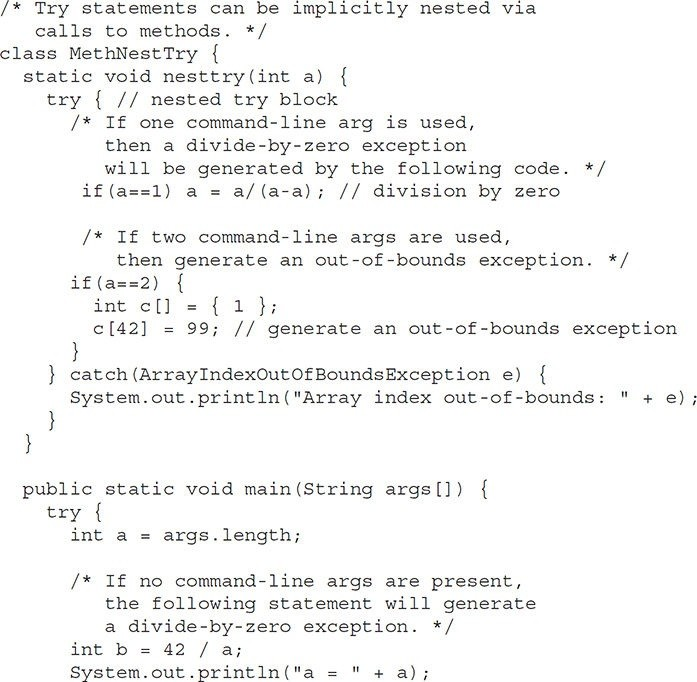 /* Try statements can be implicitly nested via
   calls to methods. */
class MethNestTry {
  static void nesttry(int a) {
    try { // nested try block
      /* If one command-line arg is used,
         then a divide-by-zero exception
         will be generated by the following code. */
       if(a==1) a = a/(a-a); // division by zero

       /* If two command-line args are used,
          then generate an out-of-bounds exception. */
      if(a==2) {
        int c[] = { 1 };
        c[42] = 99; // generate an out-of-bounds exception
      }
    } catch(ArrayIndexOutOfBoundsException e) {
      System.out.println("Array index out-of-bounds: " + e);
    }
  }

  public static void main(String args[]) {
    try {
      int a = args.length;

      /* If no command-line args are present,
         the following statement will generate
         a divide-by-zero exception. */
      int b = 42 / a;
      System.out.println("a = " + a);